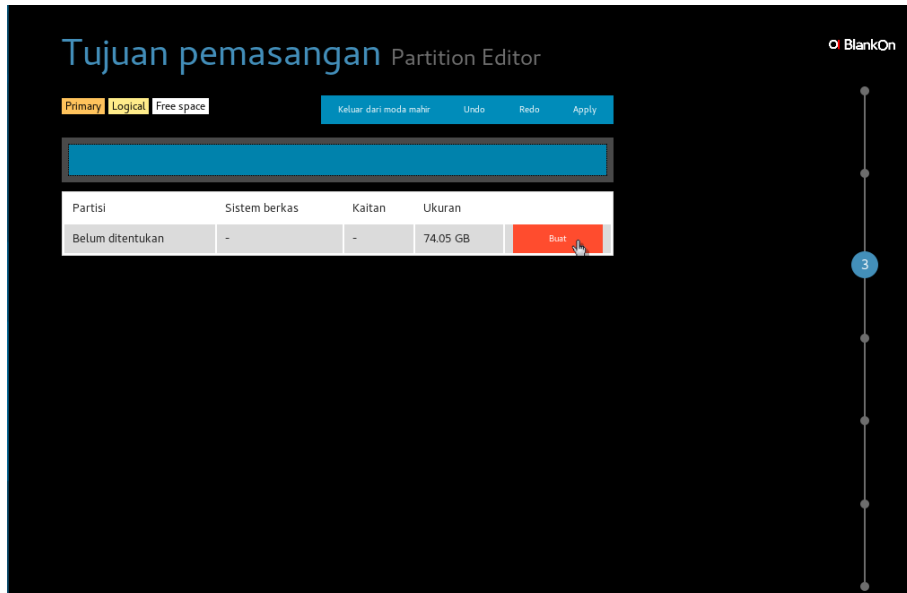 Tujuan pemasangan Partition Editor
BlankOn
Primary Logical Free space
Keluar dari moda mahir Undo Redo Apply
Partisi Sistem berkas Kaitan Ukuran
Belum ditentukan - - 74.05 GB Buat
3